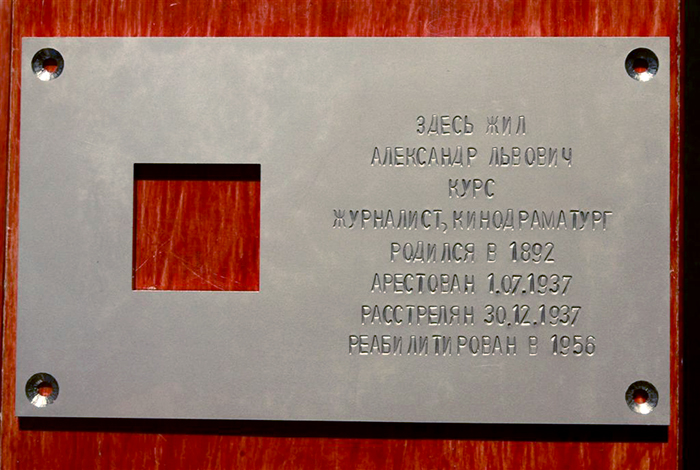 ЗДЕСЬ ЖИЛ
АЛЕКСАНДР ЛЬВОВИЧ
КУРС
ЖУРНАЛИСТ, КИНОДРАМАТУРГ
РОДИЛСЯ В 1892
АРЕСТОВАН 1.07.1937
РАССТРЕЛЯН 30.12.1937
РЕАБИЛИТИРОВАН В 1956